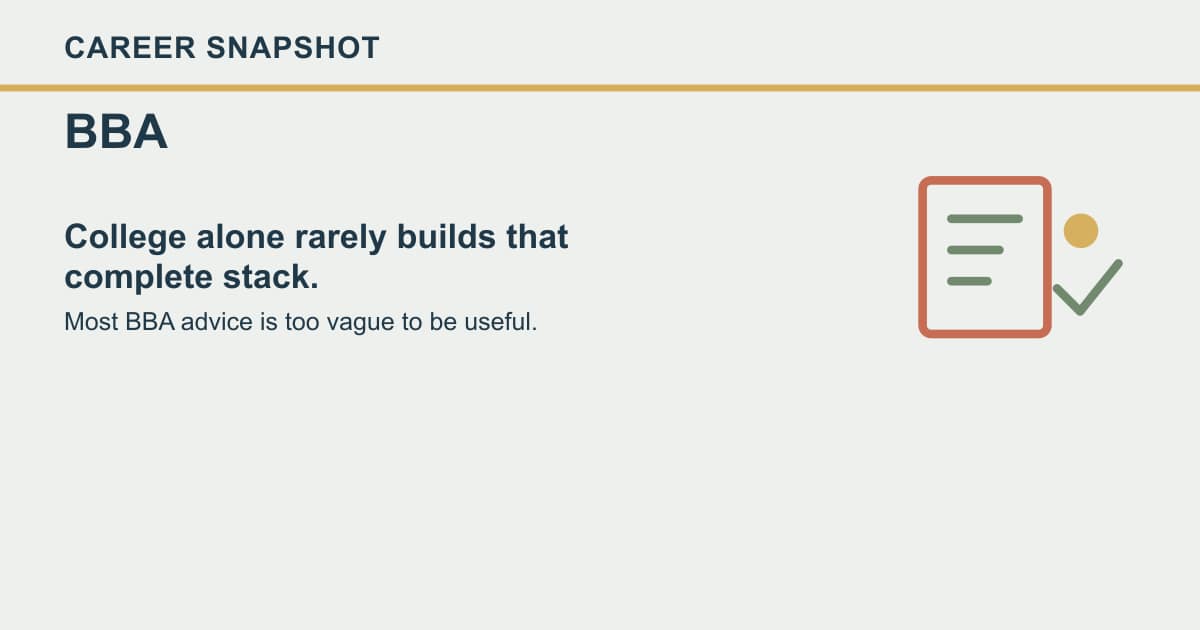 CAREER SNAPSHOT
BBA
College alone rarely builds that
complete stack.
Most BBA advice is too vague to be useful.